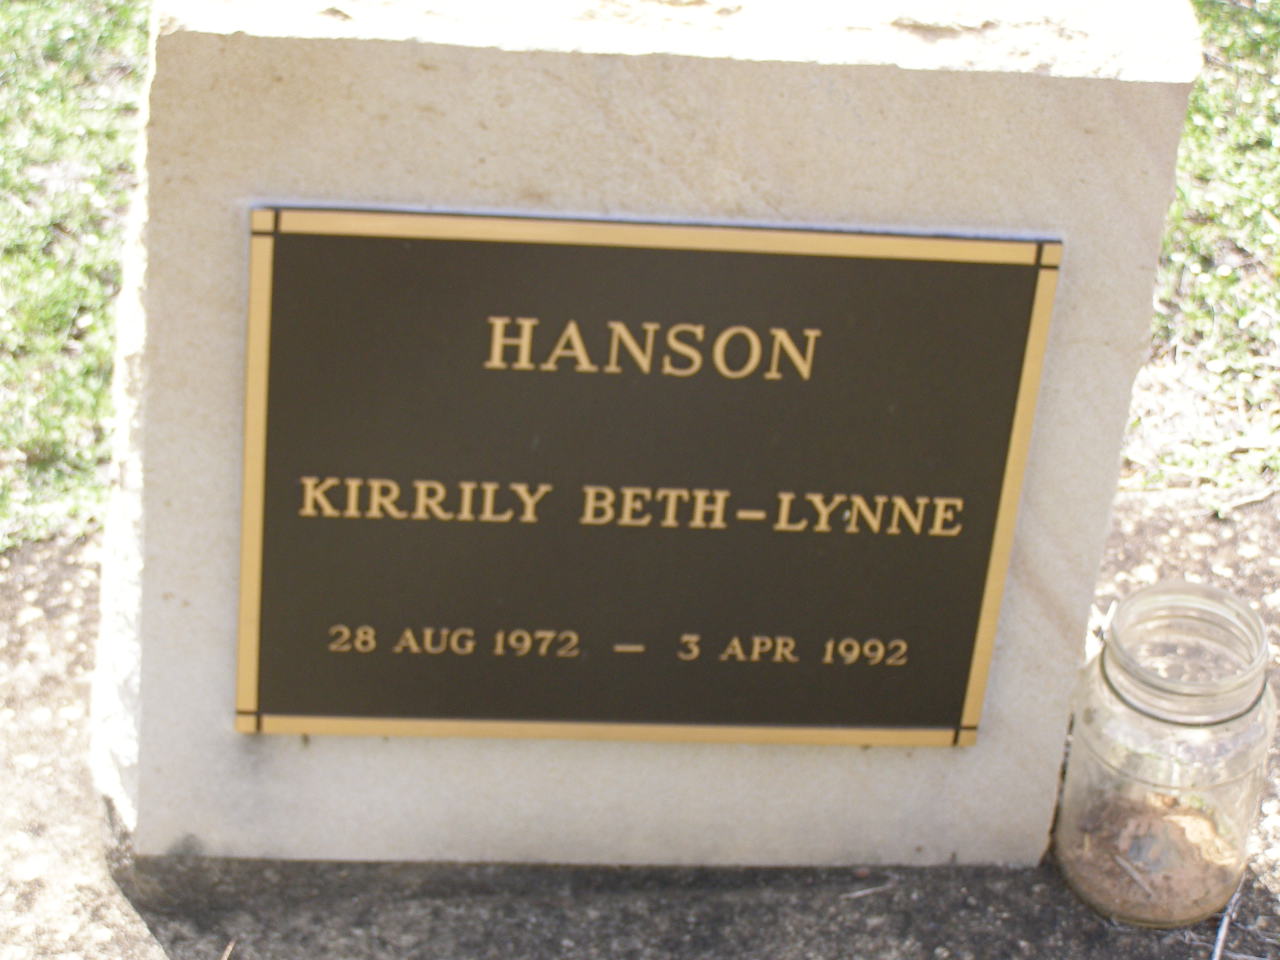 HANSON
KIRRILY BETH-LYNNE
28 AUG 1972 — 3 APR 1992